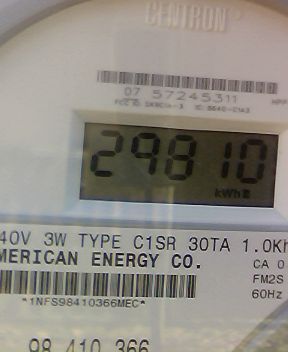 CENTRON®
07 57245311
29810
kWh
40V 3W TYPE C1SR 30TA 1.0Kh
MERICAN ENERGY CO.
CA 0
FM2S
60Hz
*1NFS98410366MEC*
98 410 366